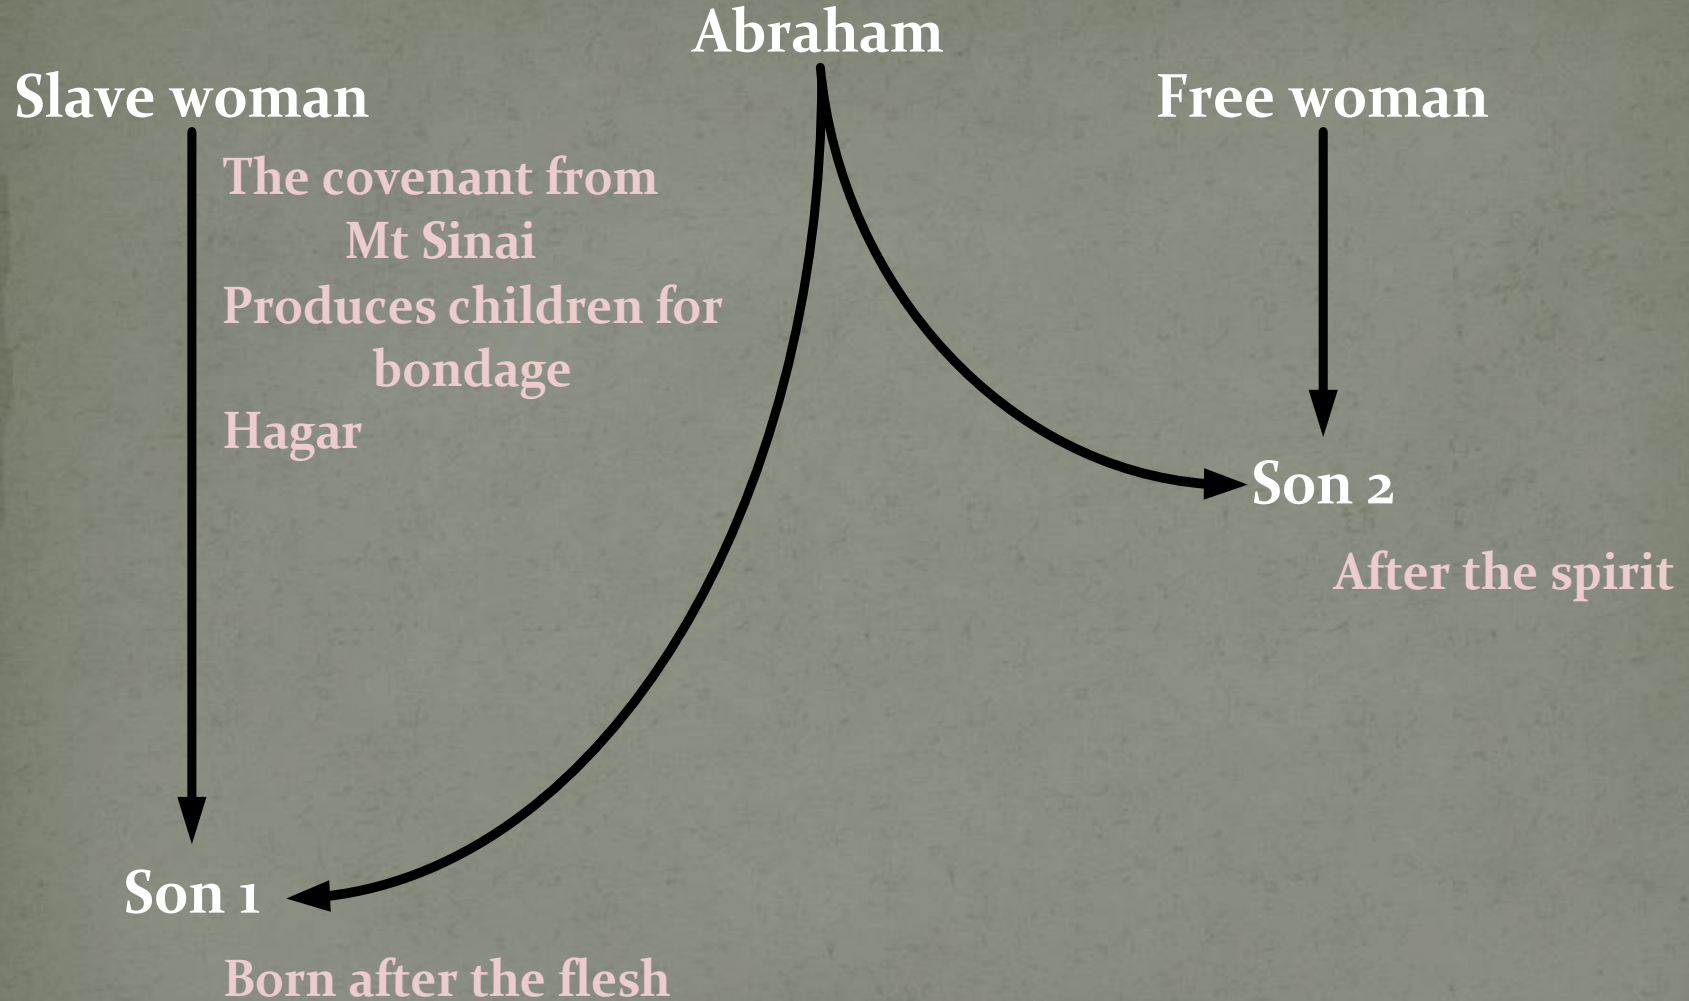 Abraham
Slave woman
Free woman
The covenant from
Mt Sinai
Produces children for
bondage
Hagar
Son 2
After the spirit
Son 1
Born after the flesh